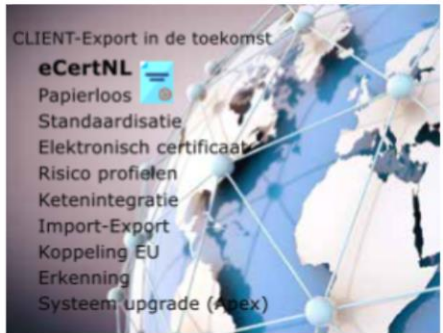 CLIENT-Export in de toekomst
eCertNL
Papierloos
Standaardisatie
Elektronisch certificaat
Risico profielen
Ketenintegratie
Import-Export
Koppeling EU
Erkenning
Systeem upgrade (Apex)